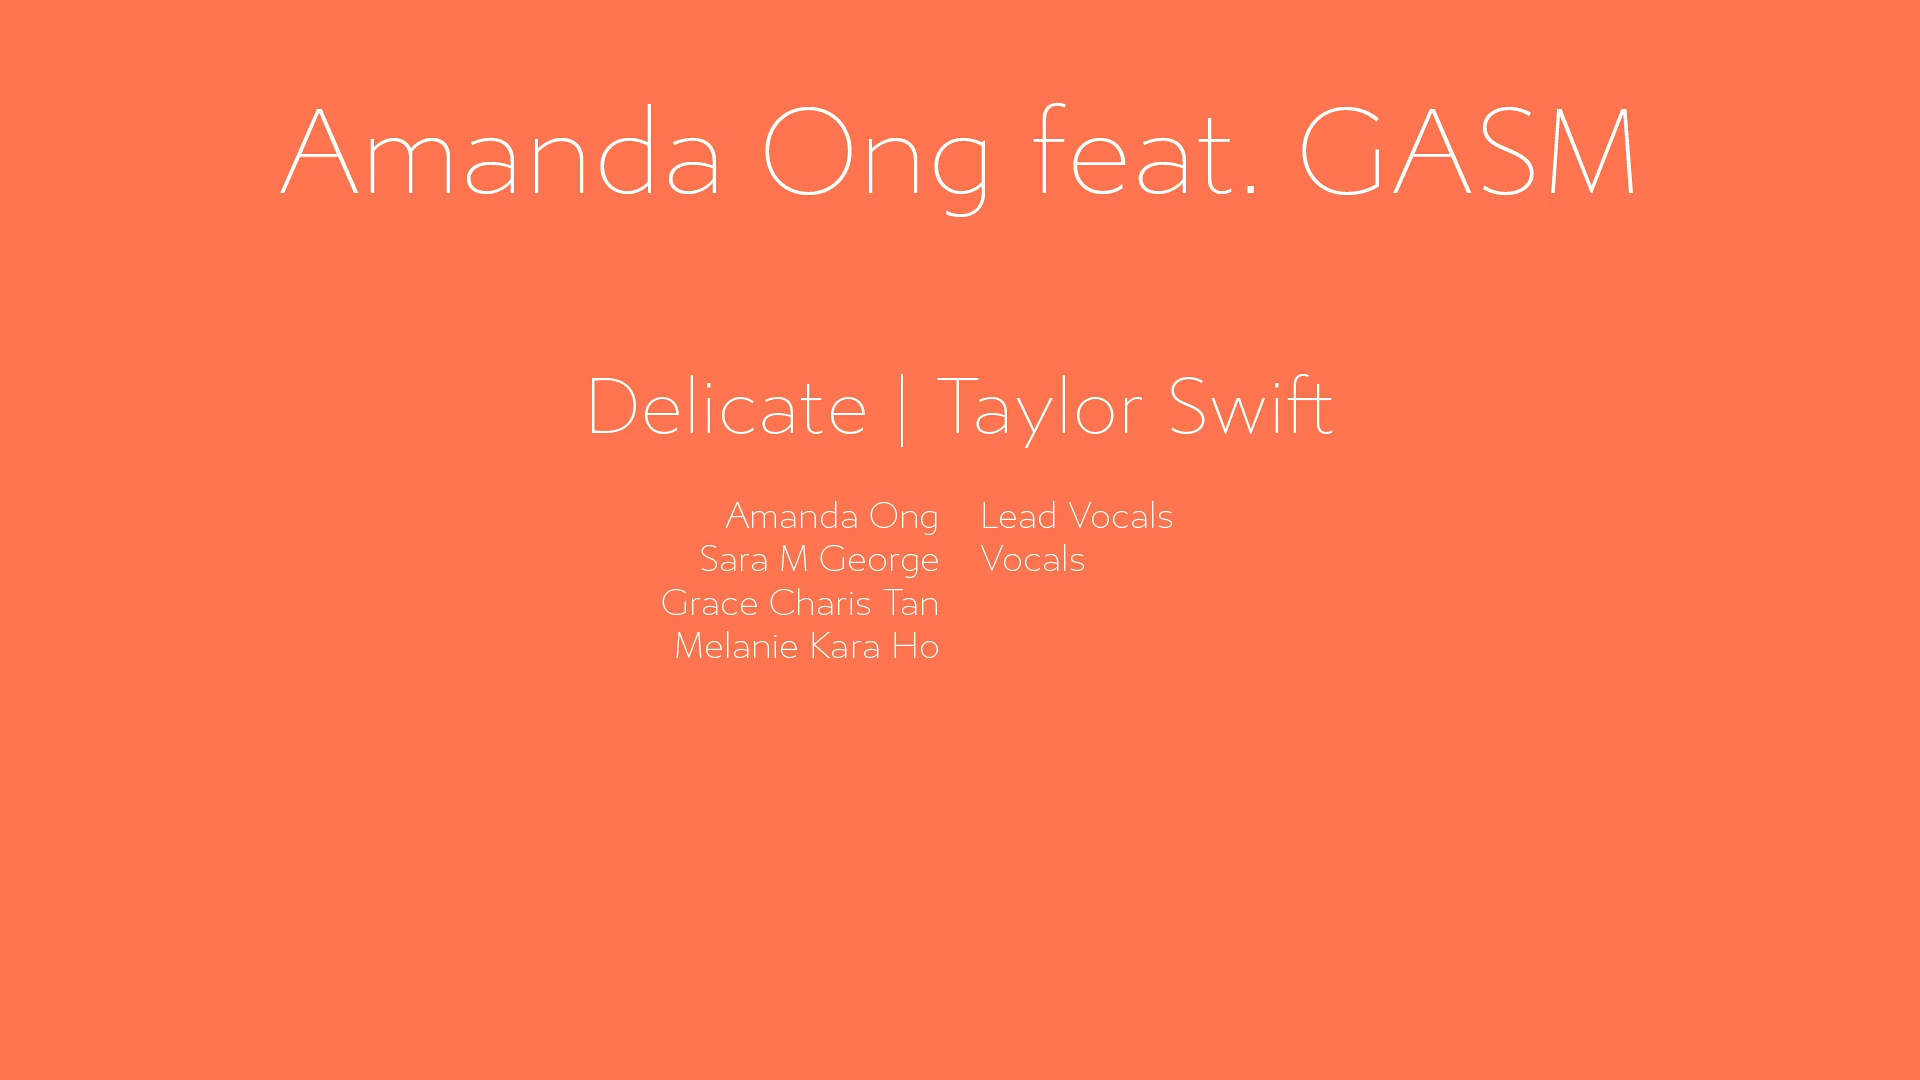 Amanda Ong feat. GASM
Delicate | Taylor Swift
Amanda Ong Lead Vocals
Sara M George Vocals
Grace Charis Tan
Melanie Kara Ho